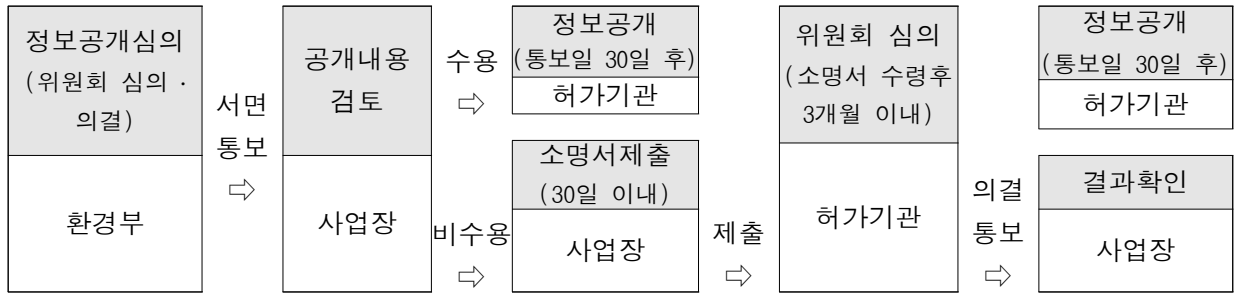 정보공개심의
(위원회 심의 ·
의결)
환경부
서면
통보
⇨
공개내용
검토
사업장
수용
⇨
정보공개
(통보일 30일 후)
허가기관
비수용
⇨
소명서제출
(30일 이내)
사업장
제출
⇨
위원회 심의
(소명서 수령후
3개월 이내)
허가기관
의결
통보
⇨
정보공개
(통보일 30일 후)
허가기관
결과확인
사업장